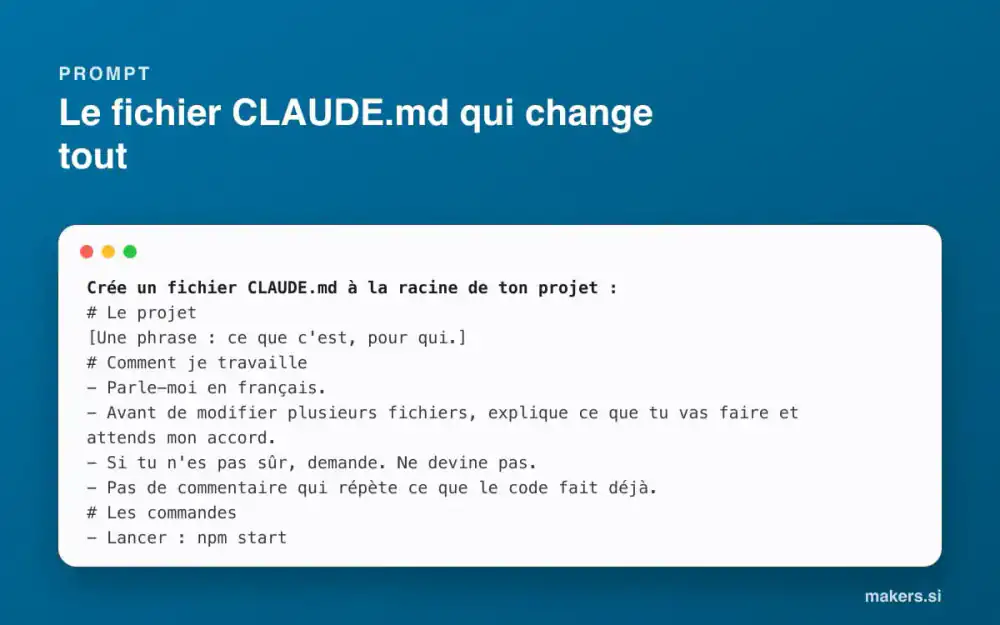 PROMPT
Le fichier CLAUDE.md qui change
tout
Crée un fichier CLAUDE.md à la racine de ton projet :
# Le projet
[Une phrase : ce que c'est, pour qui.]
# Comment je travaille
– Parle-moi en français.
– Avant de modifier plusieurs fichiers, explique ce que tu vas faire et
attends mon accord.
– Si tu n'es pas sûr, demande. Ne devine pas.
– Pas de commentaire qui répète ce que le code fait déjà.
# Les commandes
– Lancer : npm start
makers.si